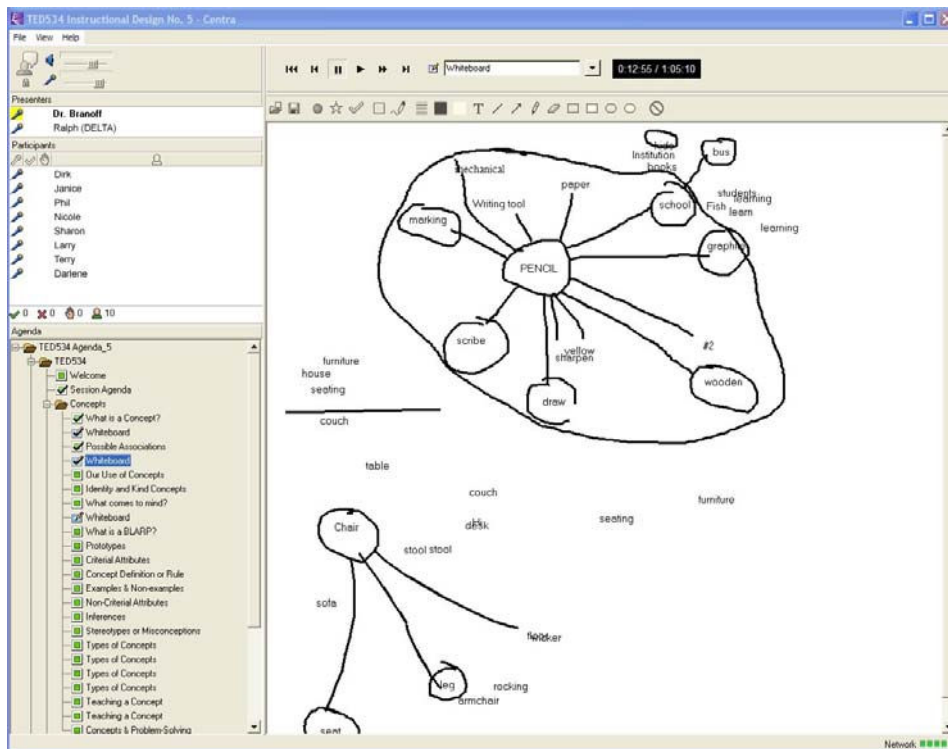 TED534 Instructional Design No. 5 - Centra
File View Help
Whiteboard
0:12:55 / 1:05:10
Presenters
Dr. Branoff
Ralph (DELTA)
Participants
Dirk
Janice
Phil
Nicole
Sharon
Larry
Terry
Darlene
0 0 0 10
Agenda
TED534 Agenda_5
TED534
Welcome
Session Agenda
Concepts
What is a Concept?
Whiteboard
Possible Associations
Whiteboard
Our Use of Concepts
Identity and Kind Concepts
What comes to mind?
Whiteboard
What is a BLARP?
Prototypes
Criterial Attributes
Concept Definition or Rule
Examples & Non-examples
Non-Criterial Attributes
Inferences
Stereotypes or Misconceptions
Types of Concepts
Types of Concepts
Types of Concepts
Types of Concepts
Teaching a Concept
Teaching a Concept
Concepts & Problem-Solving
T
Institution
bus
mechanical
books
paper
students
learning
Writing tool
school
Fish
learn
marking
learning
graphite
PENCIL
scribe
#2
yellow
sharpen
furniture
house
wooden
seating
draw
couch
table
couch
furniture
seating
Chair
desk
stool stool
sofa
floor
wicker
leg
rocking
armchair
seat
Network